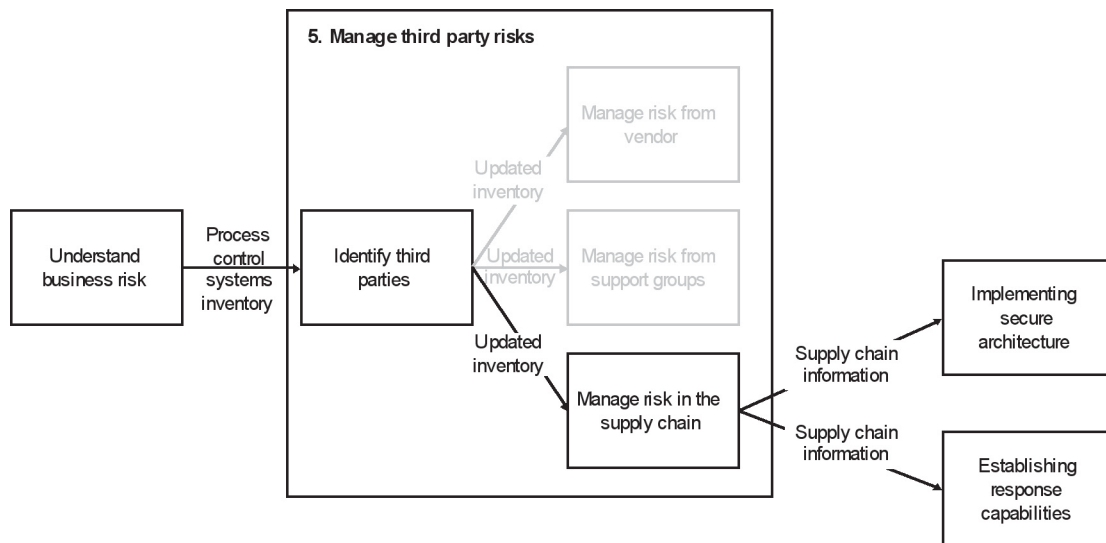 5. Manage third party risks
Manage risk from
vendor
Updated
inventory
Understand
business risk
Process
control
systems
inventory
Identify third
parties
Updated
inventory
Manage risk from
support groups
Updated
inventory
Manage risk in the
supply chain
Supply chain
information
Implementing
secure
architecture
Supply chain
information
Establishing
response
capabilities